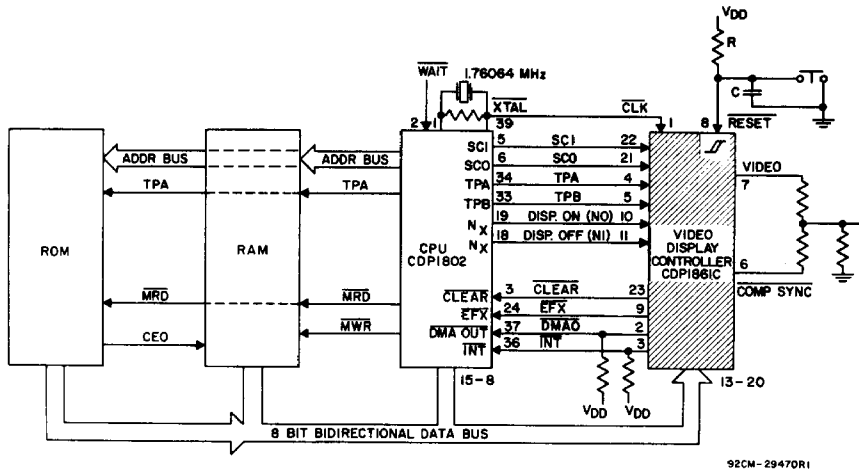 VDD
R
C
WAIT
1.76064 MHz
2 1 XTAL
39
CLK
1
8
RESET
ADDR BUS
ADDR BUS
TPA
TPA
ROM
RAM
CPU
CDP1802
SC1 5 SC1 22
SC0 6 SC0 21
TPA 34 TPA 4
TPB 33 TPB 5
NX 19 DISP. ON (N0) 10
NX 18 DISP. OFF (N1) 11
VIDEO
DISPLAY
CONTROLLER
CDP1861C
VIDEO
7
6
COMP SYNC
MRD
MRD
CEO
MWR
CLEAR 3 CLEAR 23
EFX 24 EFX 9
DMA OUT 37 DMAO 2
INT 36 INT 3
15-8
13-20
VDD VDD
8 BIT BIDIRECTIONAL DATA BUS
92CM-29470R1